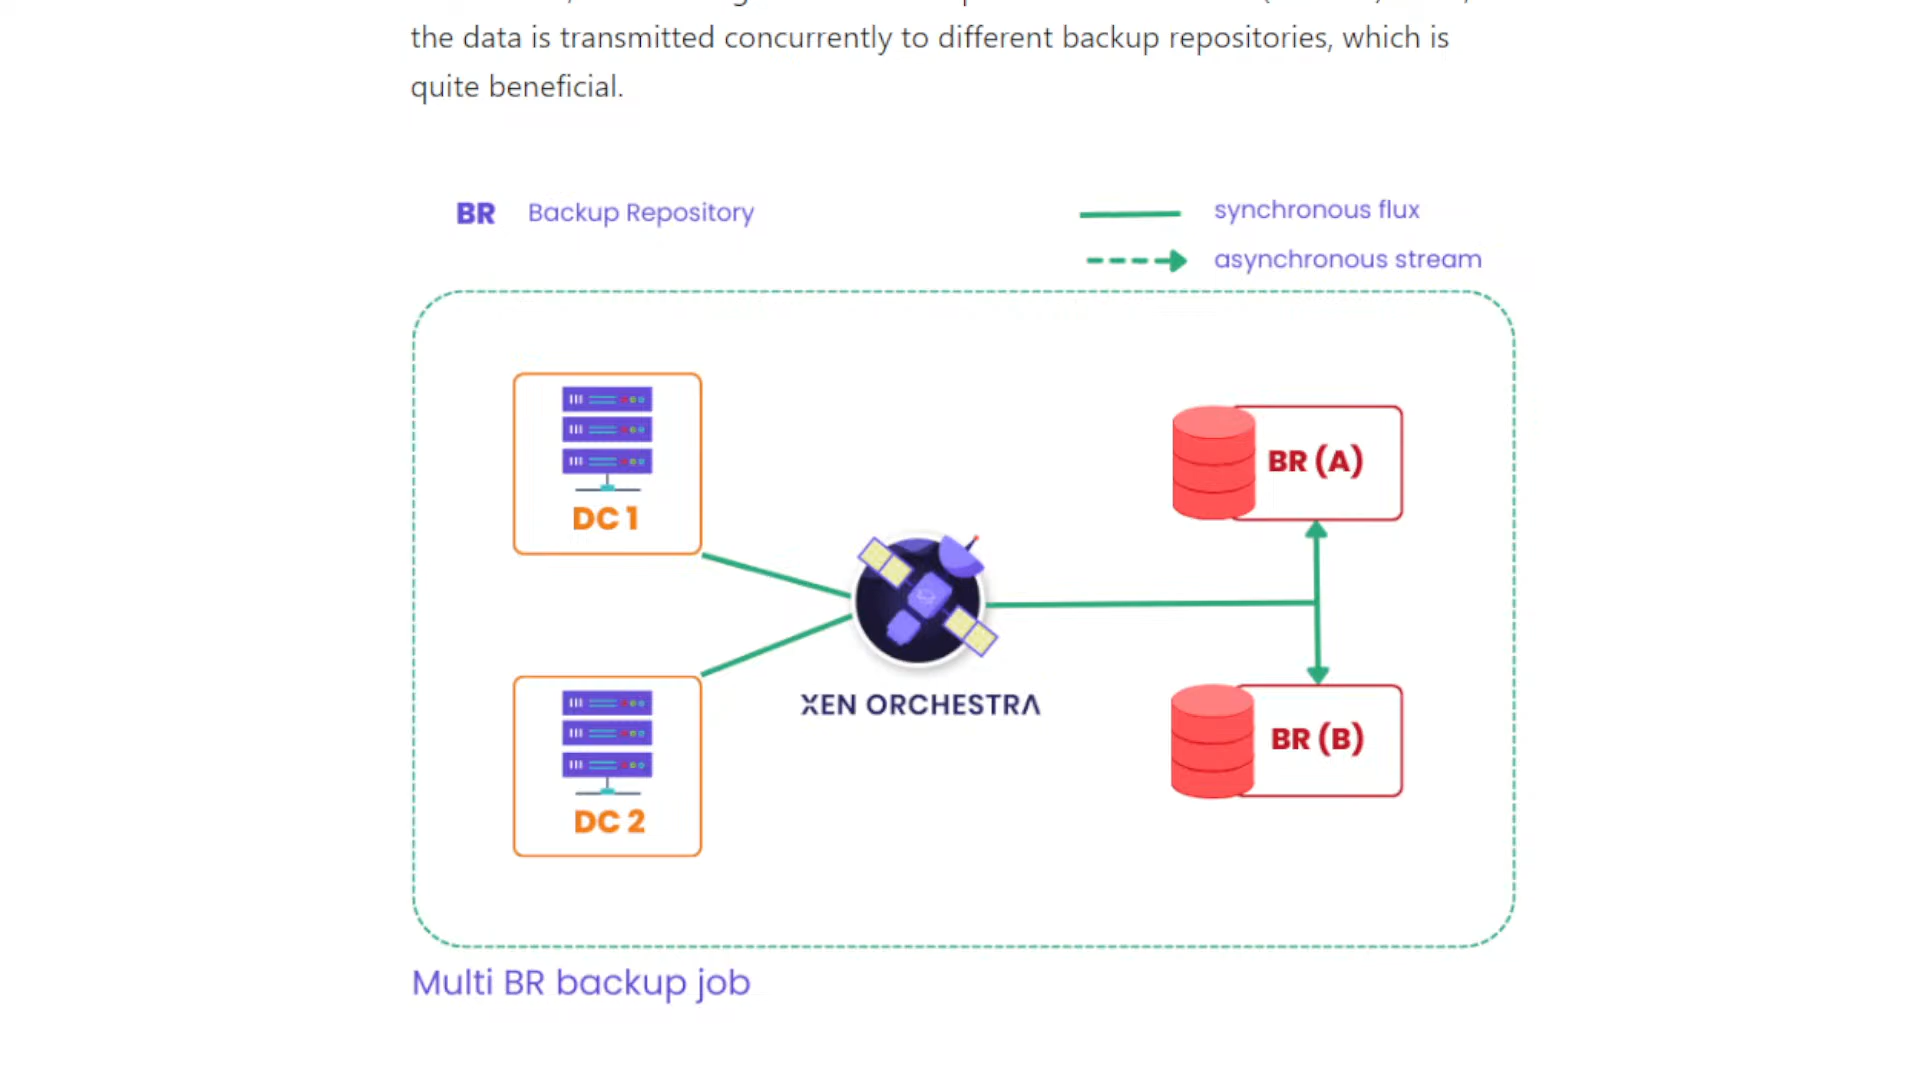 the data is transmitted concurrently to different backup repositories, which is
quite beneficial.
BR Backup Repository
synchronous flux
asynchronous stream
DC 1
BR (A)
XEN ORCHESTRA
BR (B)
DC 2
Multi BR backup job